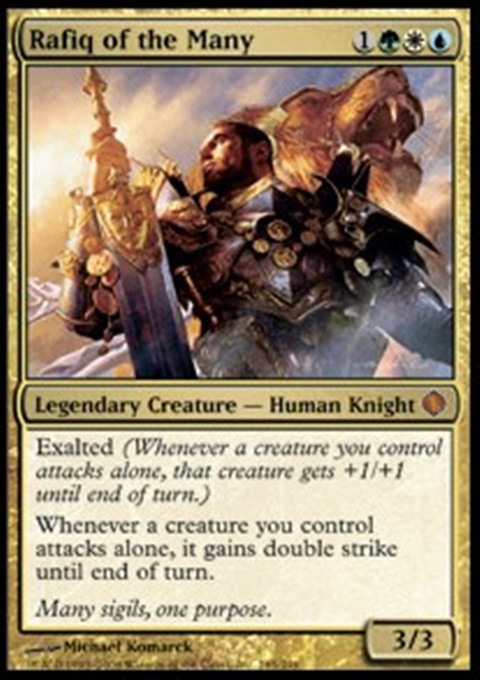 Rafiq of the Many 1
Legendary Creature — Human Knight
Exalted (Whenever a creature you control
attacks alone, that creature gets +1/+1
until end of turn.)
Whenever a creature you control
attacks alone, it gains double strike
until end of turn.
Many sigils, one purpose.
Michael Komarck
3/3